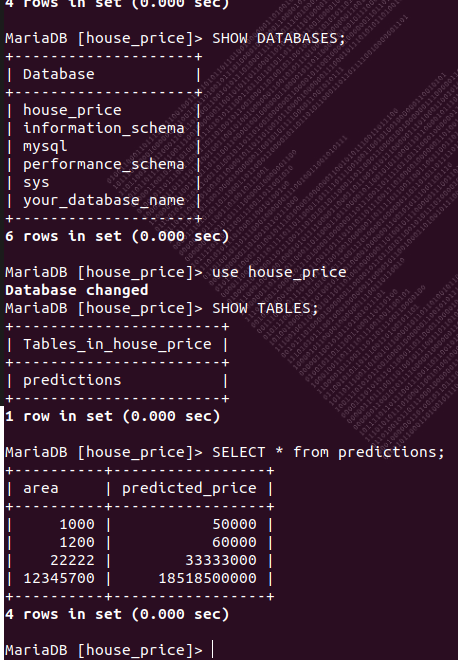 4 rows in set (0.000 sec)
MariaDB [house_price]> SHOW DATABASES;
+--------------------+
| Database           |
+--------------------+
| house_price        |
| information_schema |
| mysql              |
| performance_schema |
| sys                |
| your_database_name |
+--------------------+
6 rows in set (0.000 sec)
MariaDB [house_price]> use house_price
Database changed
MariaDB [house_price]> SHOW TABLES;
+-----------------------+
| Tables_in_house_price |
+-----------------------+
| predictions           |
+-----------------------+
1 row in set (0.000 sec)
MariaDB [house_price]> SELECT * from predictions;
+----------+-----------------+
| area     | predicted_price |
+----------+-----------------+
|     1000 |           50000 |
|     1200 |           60000 |
|    22222 |        33333000 |
| 12345700 |     18518500000 |
+----------+-----------------+
4 rows in set (0.000 sec)
MariaDB [house_price]>